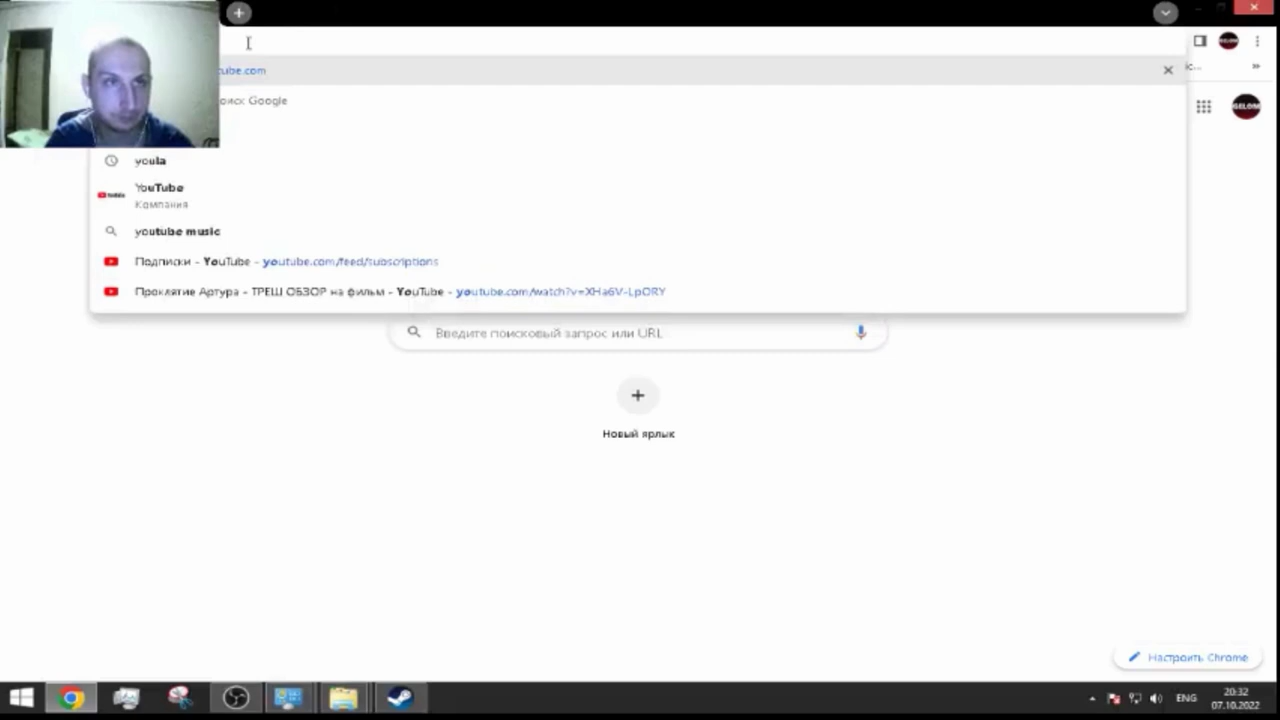 tube.com
оиск Google
youla
YouTube
Компания
youtube music
Подписки - YouTube - youtube.com/feed/subscriptions
Проклятие Артура - ТРЕШ ОБЗОР на фильм - YouTube - youtube.com/watch?v=XHa6V-LpORY
Введите поисковый запрос или URL
Новый ярлык
Настроить Chrome
ENG
20:32
07.10.2022